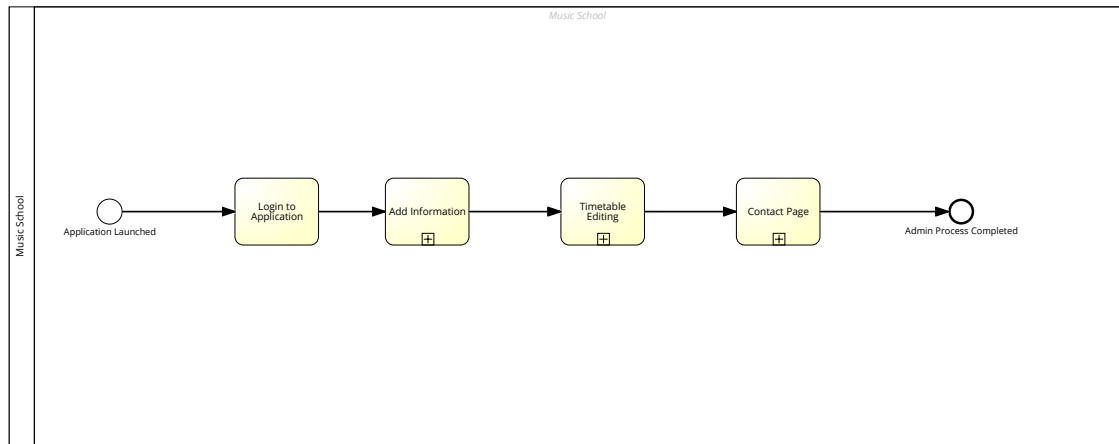 Music School
Music School
Application Launched
Login to
Application
Add Information
Timetable
Editing
Contact Page
Admin Process Completed